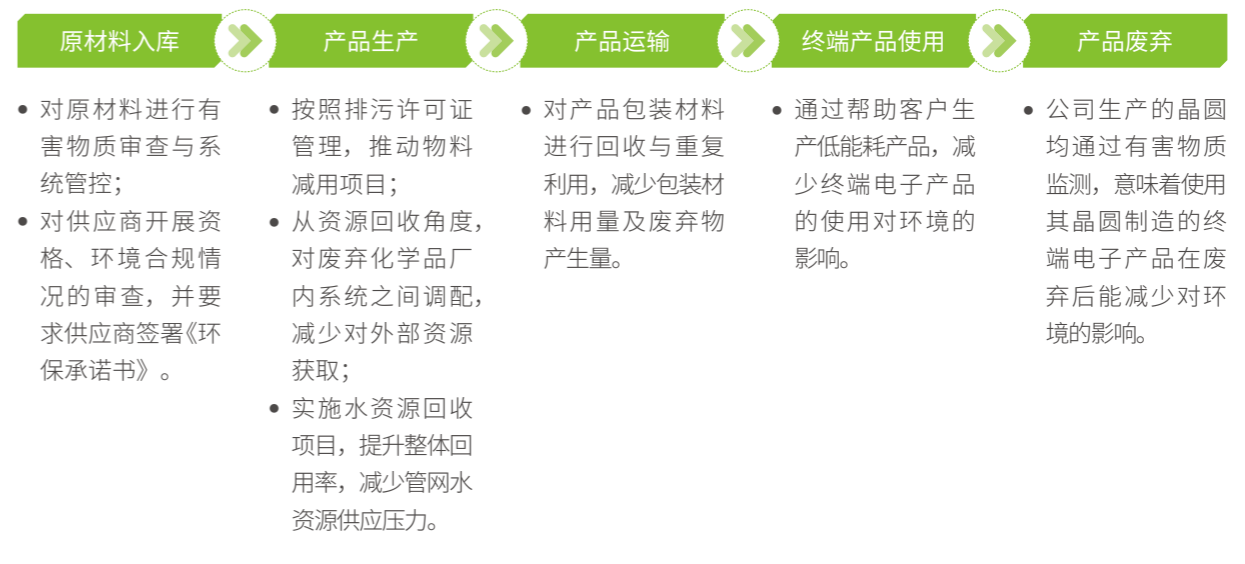 原材料入库
产品生产
产品运输
终端产品使用
产品废弃
• 对原材料进行有
害物质审查与系
统管控；
• 对供应商开展资
格、环境合规情
况的审查，并要
求供应商签署《环
保承诺书》。
• 按照排污许可证
管理，推动物料
减用项目；
• 从资源回收角度，
对废弃化学品厂
内系统之间调配，
减少对外部资源
获取；
• 实施水资源回收
项目，提升整体回
用率，减少管网水
资源供应压力。
• 对产品包装材料
进行回收与重复
利用，减少包装材
料用量及废弃物
产生量。
• 通过帮助客户生
产低能耗产品，减
少终端电子产品
的使用对环境的
影响。
• 公司生产的晶圆
均通过有害物质
监测，意味着使用
其晶圆制造的终
端电子产品在废
弃后能减少对环
境的影响。